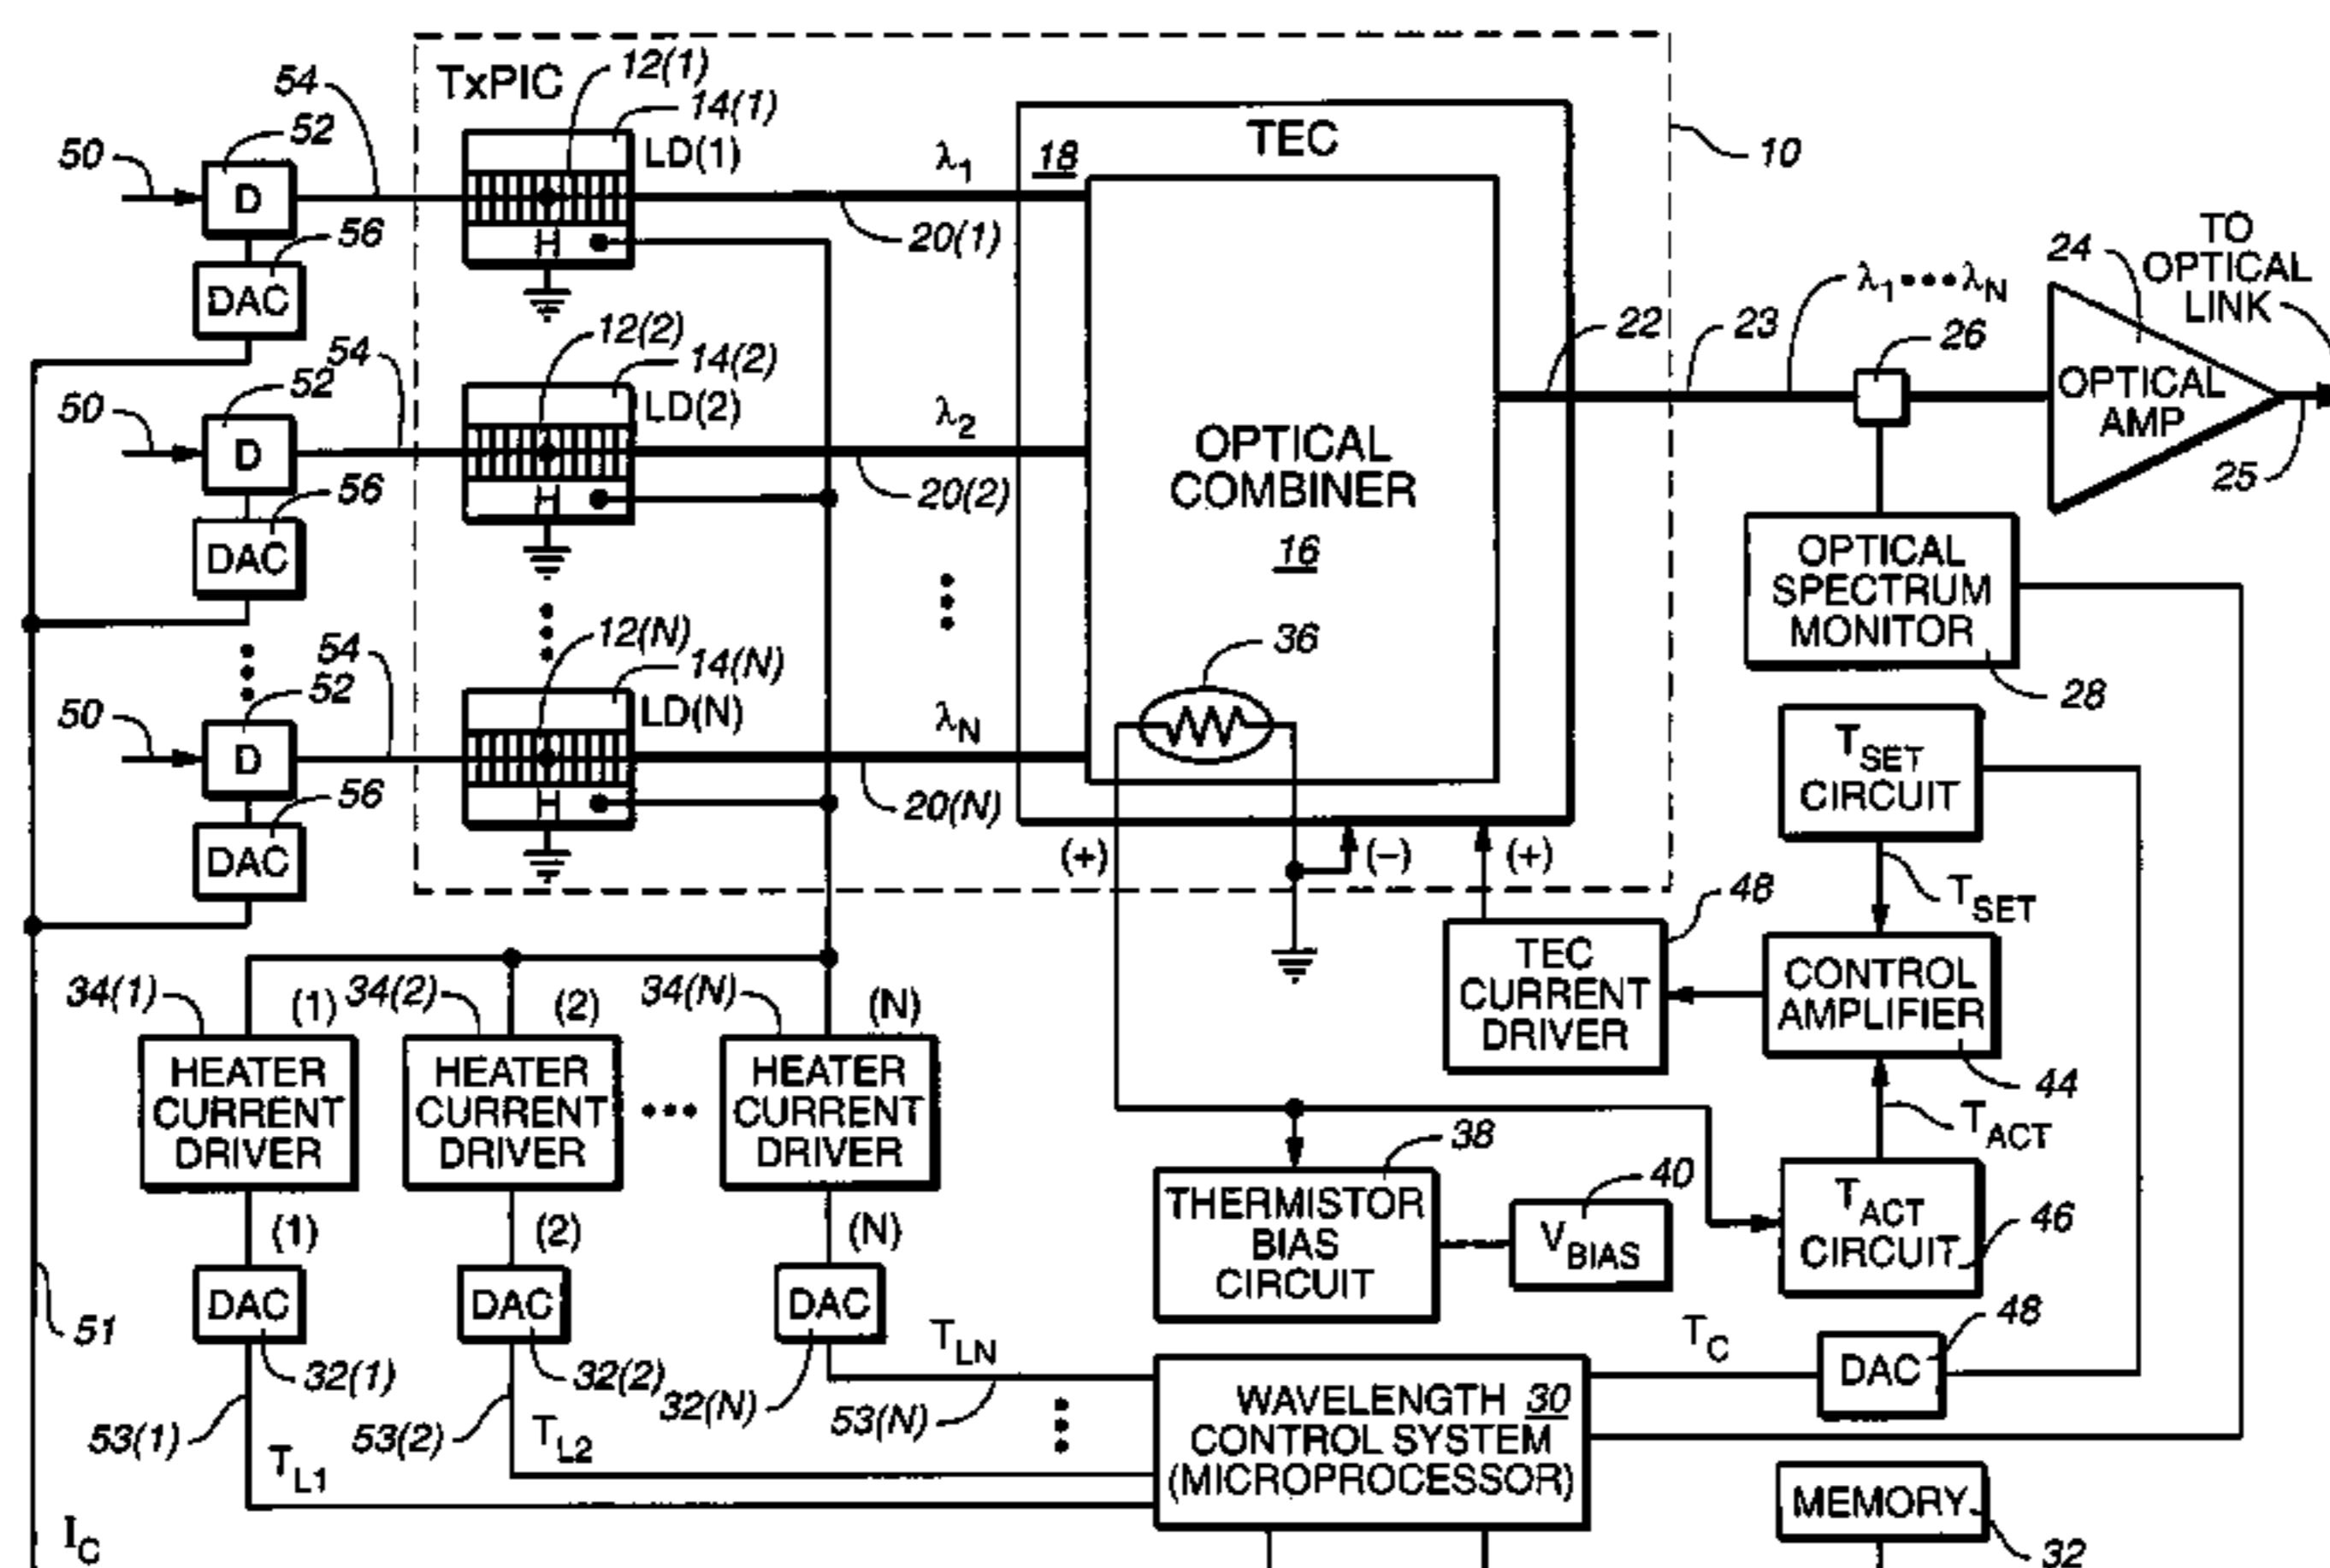 TxPIC
12(1)
14(1)
LD(1)
54
52
50
D
56
DAC
λ1
20(1)
18
TEC
10
12(2)
14(2)
LD(2)
54
52
50
D
56
DAC
λ2
20(2)
OPTICAL
COMBINER
16
22
23
λ1•••λN
26
24
TO
OPTICAL
LINK
OPTICAL
AMP
25
OPTICAL
SPECTRUM
MONITOR
28
12(N)
14(N)
LD(N)
54
52
50
D
56
DAC
λN
20(N)
36
H
H
H
(+)
(–)
(+)
TSET
CIRCUIT
TSET
48
TEC
CURRENT
DRIVER
CONTROL
AMPLIFIER
44
TACT
TACT
CIRCUIT
46
34(1)
(1)
34(2)
(2)
34(N)
(N)
HEATER
CURRENT
DRIVER
HEATER
CURRENT
DRIVER
•••
HEATER
CURRENT
DRIVER
38
THERMISTOR
BIAS
CIRCUIT
40
VBIAS
(1)
(2)
(N)
DAC
DAC
DAC
32(1)
32(2)
32(N)
51
53(1)
53(2)
53(N)
TL1
TL2
TLN
TC
DAC
48
WAVELENGTH 30
CONTROL SYSTEM
(MICROPROCESSOR)
MEMORY
32
IC